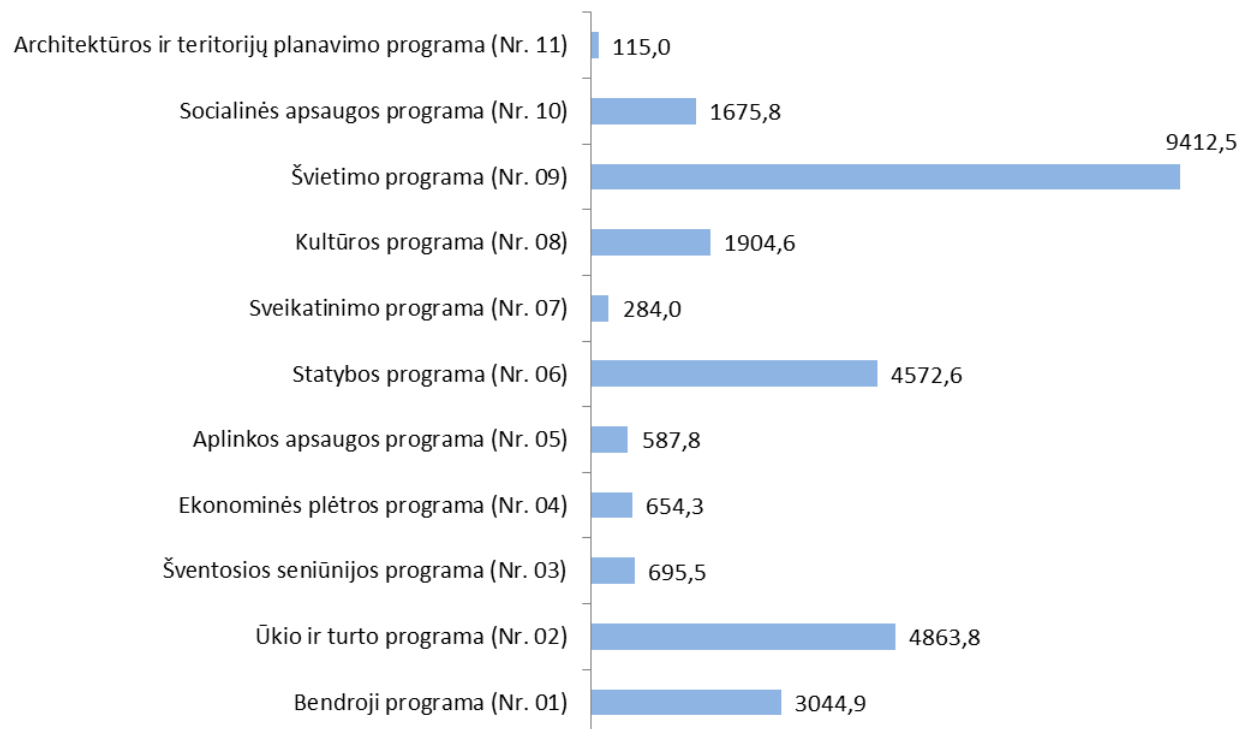 Architektūros ir teritorijų planavimo programa (Nr. 11) 115,0
Socialinės apsaugos programa (Nr. 10) 1675,8
Švietimo programa (Nr. 09) 9412,5
Kultūros programa (Nr. 08) 1904,6
Sveikatinimo programa (Nr. 07) 284,0
Statybos programa (Nr. 06) 4572,6
Aplinkos apsaugos programa (Nr. 05) 587,8
Ekonominės plėtros programa (Nr. 04) 654,3
Šventosios seniūnijos programa (Nr. 03) 695,5
Ūkio ir turto programa (Nr. 02) 4863,8
Bendroji programa (Nr. 01) 3044,9